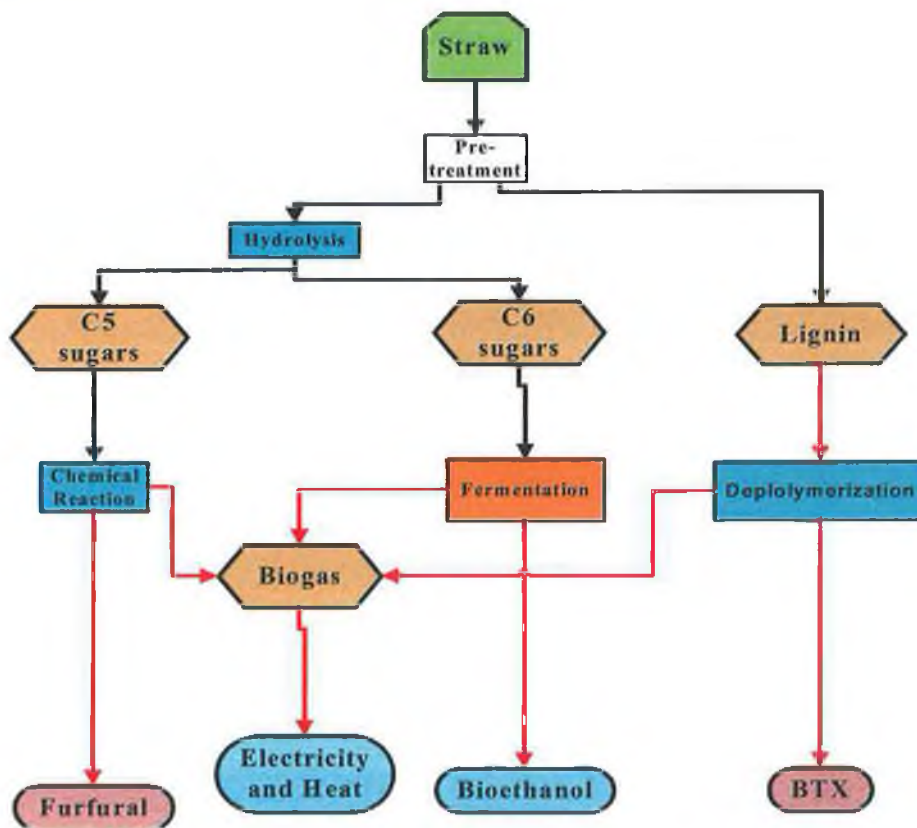 Straw
Pre-
treatment
Hydrolysis
C5
sugars
C6
sugars
Lignin
Chemical
Reaction
Fermentation
Deplolymerization
Biogas
Electricity
and Heat
Furfural
Bioethanol
BTX